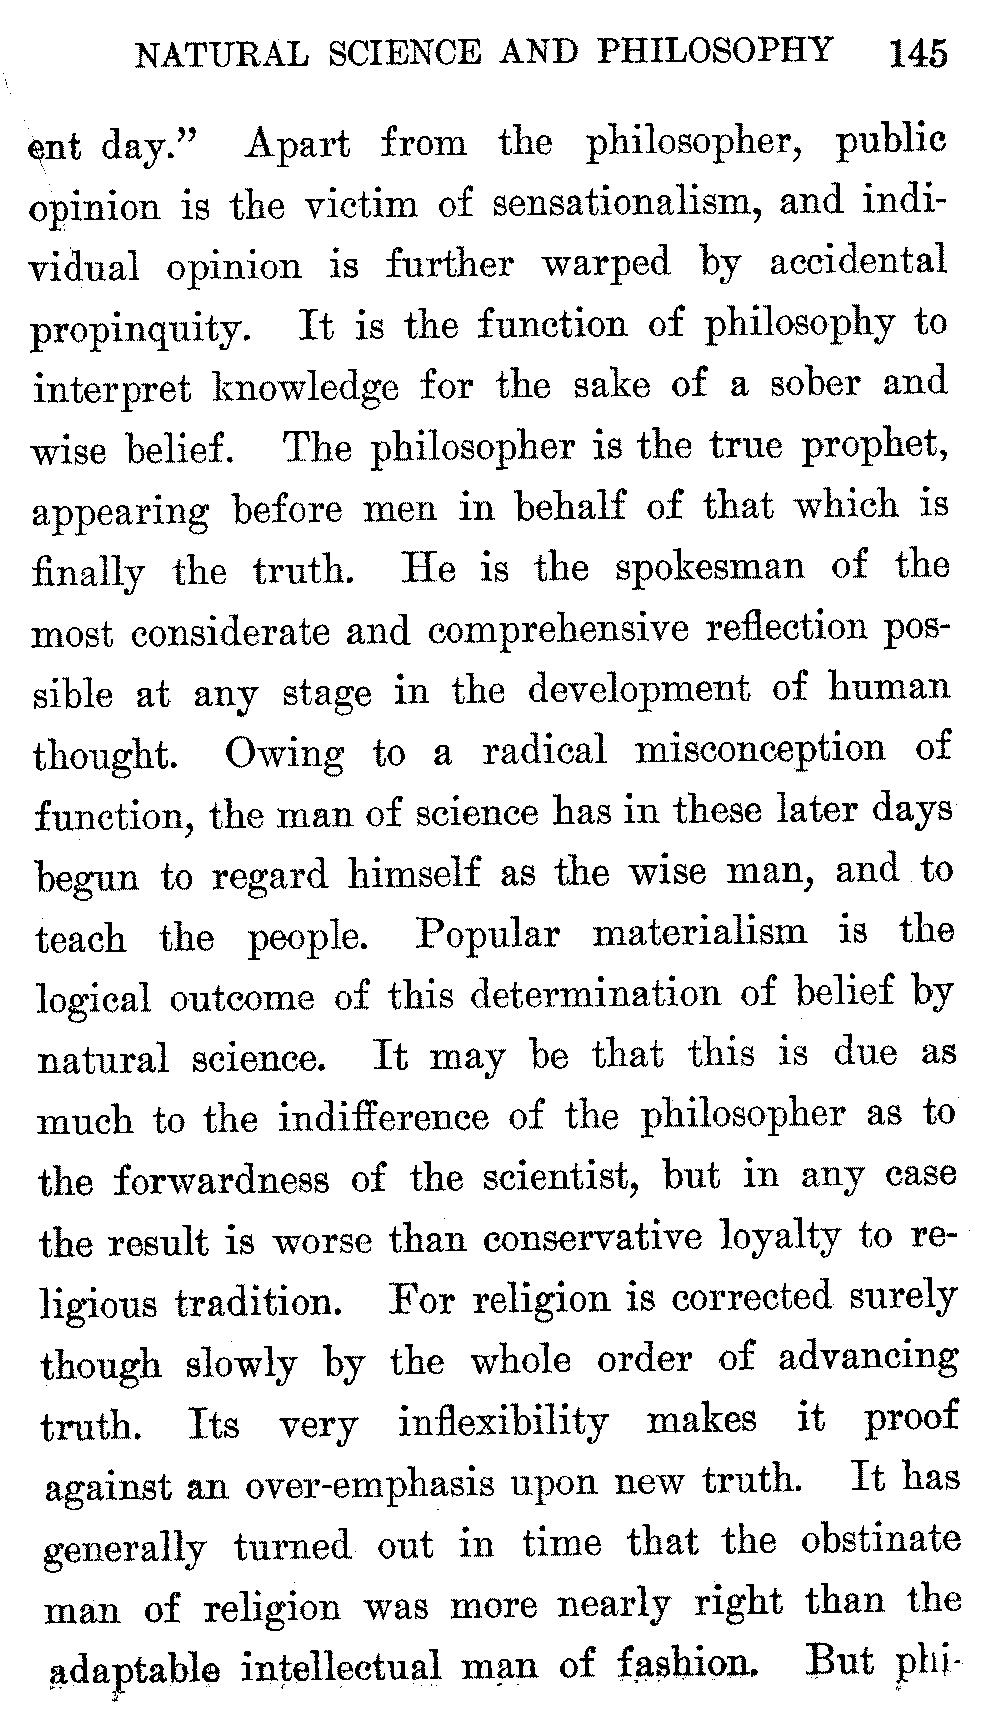 NATURAL SCIENCE AND PHILOSOPHY 145
ent day." Apart from the philosopher, public
opinion is the victim of sensationalism, and indi-
vidual opinion is further warped by accidental
propinquity. It is the function of philosophy to
interpret knowledge for the sake of a sober and
wise belief. The philosopher is the true prophet,
appearing before men in behalf of that which is
finally the truth. He is the spokesman of the
most considerate and comprehensive reflection pos-
sible at any stage in the development of human
thought. Owing to a radical misconception of
function, the man of science has in these later days
begun to regard himself as the wise man, and to
teach the people. Popular materialism is the
logical outcome of this determination of belief by
natural science. It may be that this is due as
much to the indifference of the philosopher as to
the forwardness of the scientist, but in any case
the result is worse than conservative loyalty to re-
ligious tradition. For religion is corrected surely
though slowly by the whole order of advancing
truth. Its very inflexibility makes it proof
against an over-emphasis upon new truth. It has
generally turned out in time that the obstinate
man of religion was more nearly right than the
adaptable intellectual man of fashion. But phi-